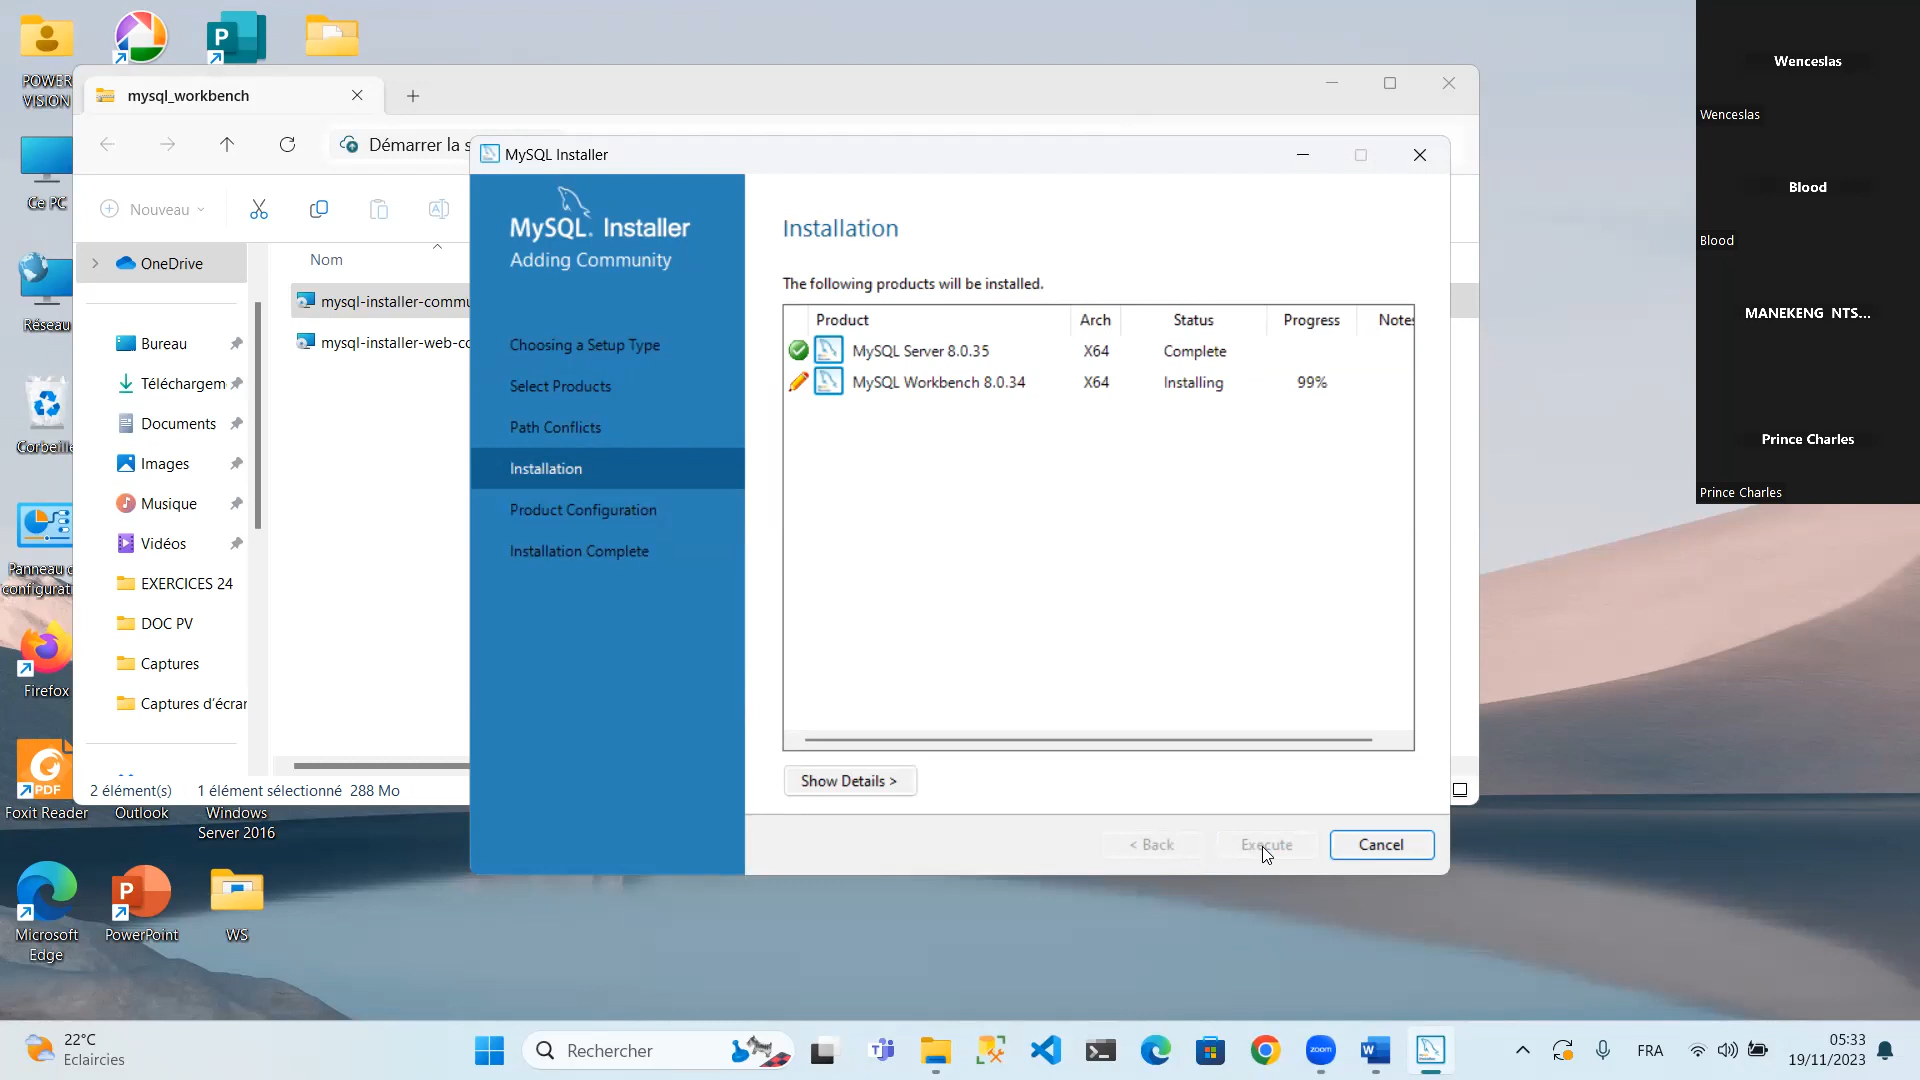 POWER
VISION
P
mysql_workbench
Démarrer la s
Nouveau
OneDrive
Bureau
Téléchargem
Documents
Images
Musique
Vidéos
EXERCICES 24
DOC PV
Captures
Captures d'écrar
Nom
mysql-installer-commu
mysql-installer-web-co
2 élément(s) 1 élément sélectionné 288 Mo
Ce PC
Réseau
Corbeille
Panneau d
configurat
Firefox
PDF
Foxit Reader
Outlook
Windows
Server 2016
Microsoft
Edge
P
PowerPoint
WS
MySQL Installer
MySQL. Installer
Adding Community
Choosing a Setup Type
Select Products
Path Conflicts
Installation
Product Configuration
Installation Complete
Installation
The following products will be installed.
Product Arch Status Progress Notes
MySQL Server 8.0.35 X64 Complete
MySQL Workbench 8.0.34 X64 Installing 99%
Show Details >
< Back
Execute
Cancel
Wenceslas
Wenceslas
Blood
Blood
MANEKENG NTS...
Prince Charles
Prince Charles
22°C
Eclaircies
Rechercher
zoom
FRA
05:33
19/11/2023